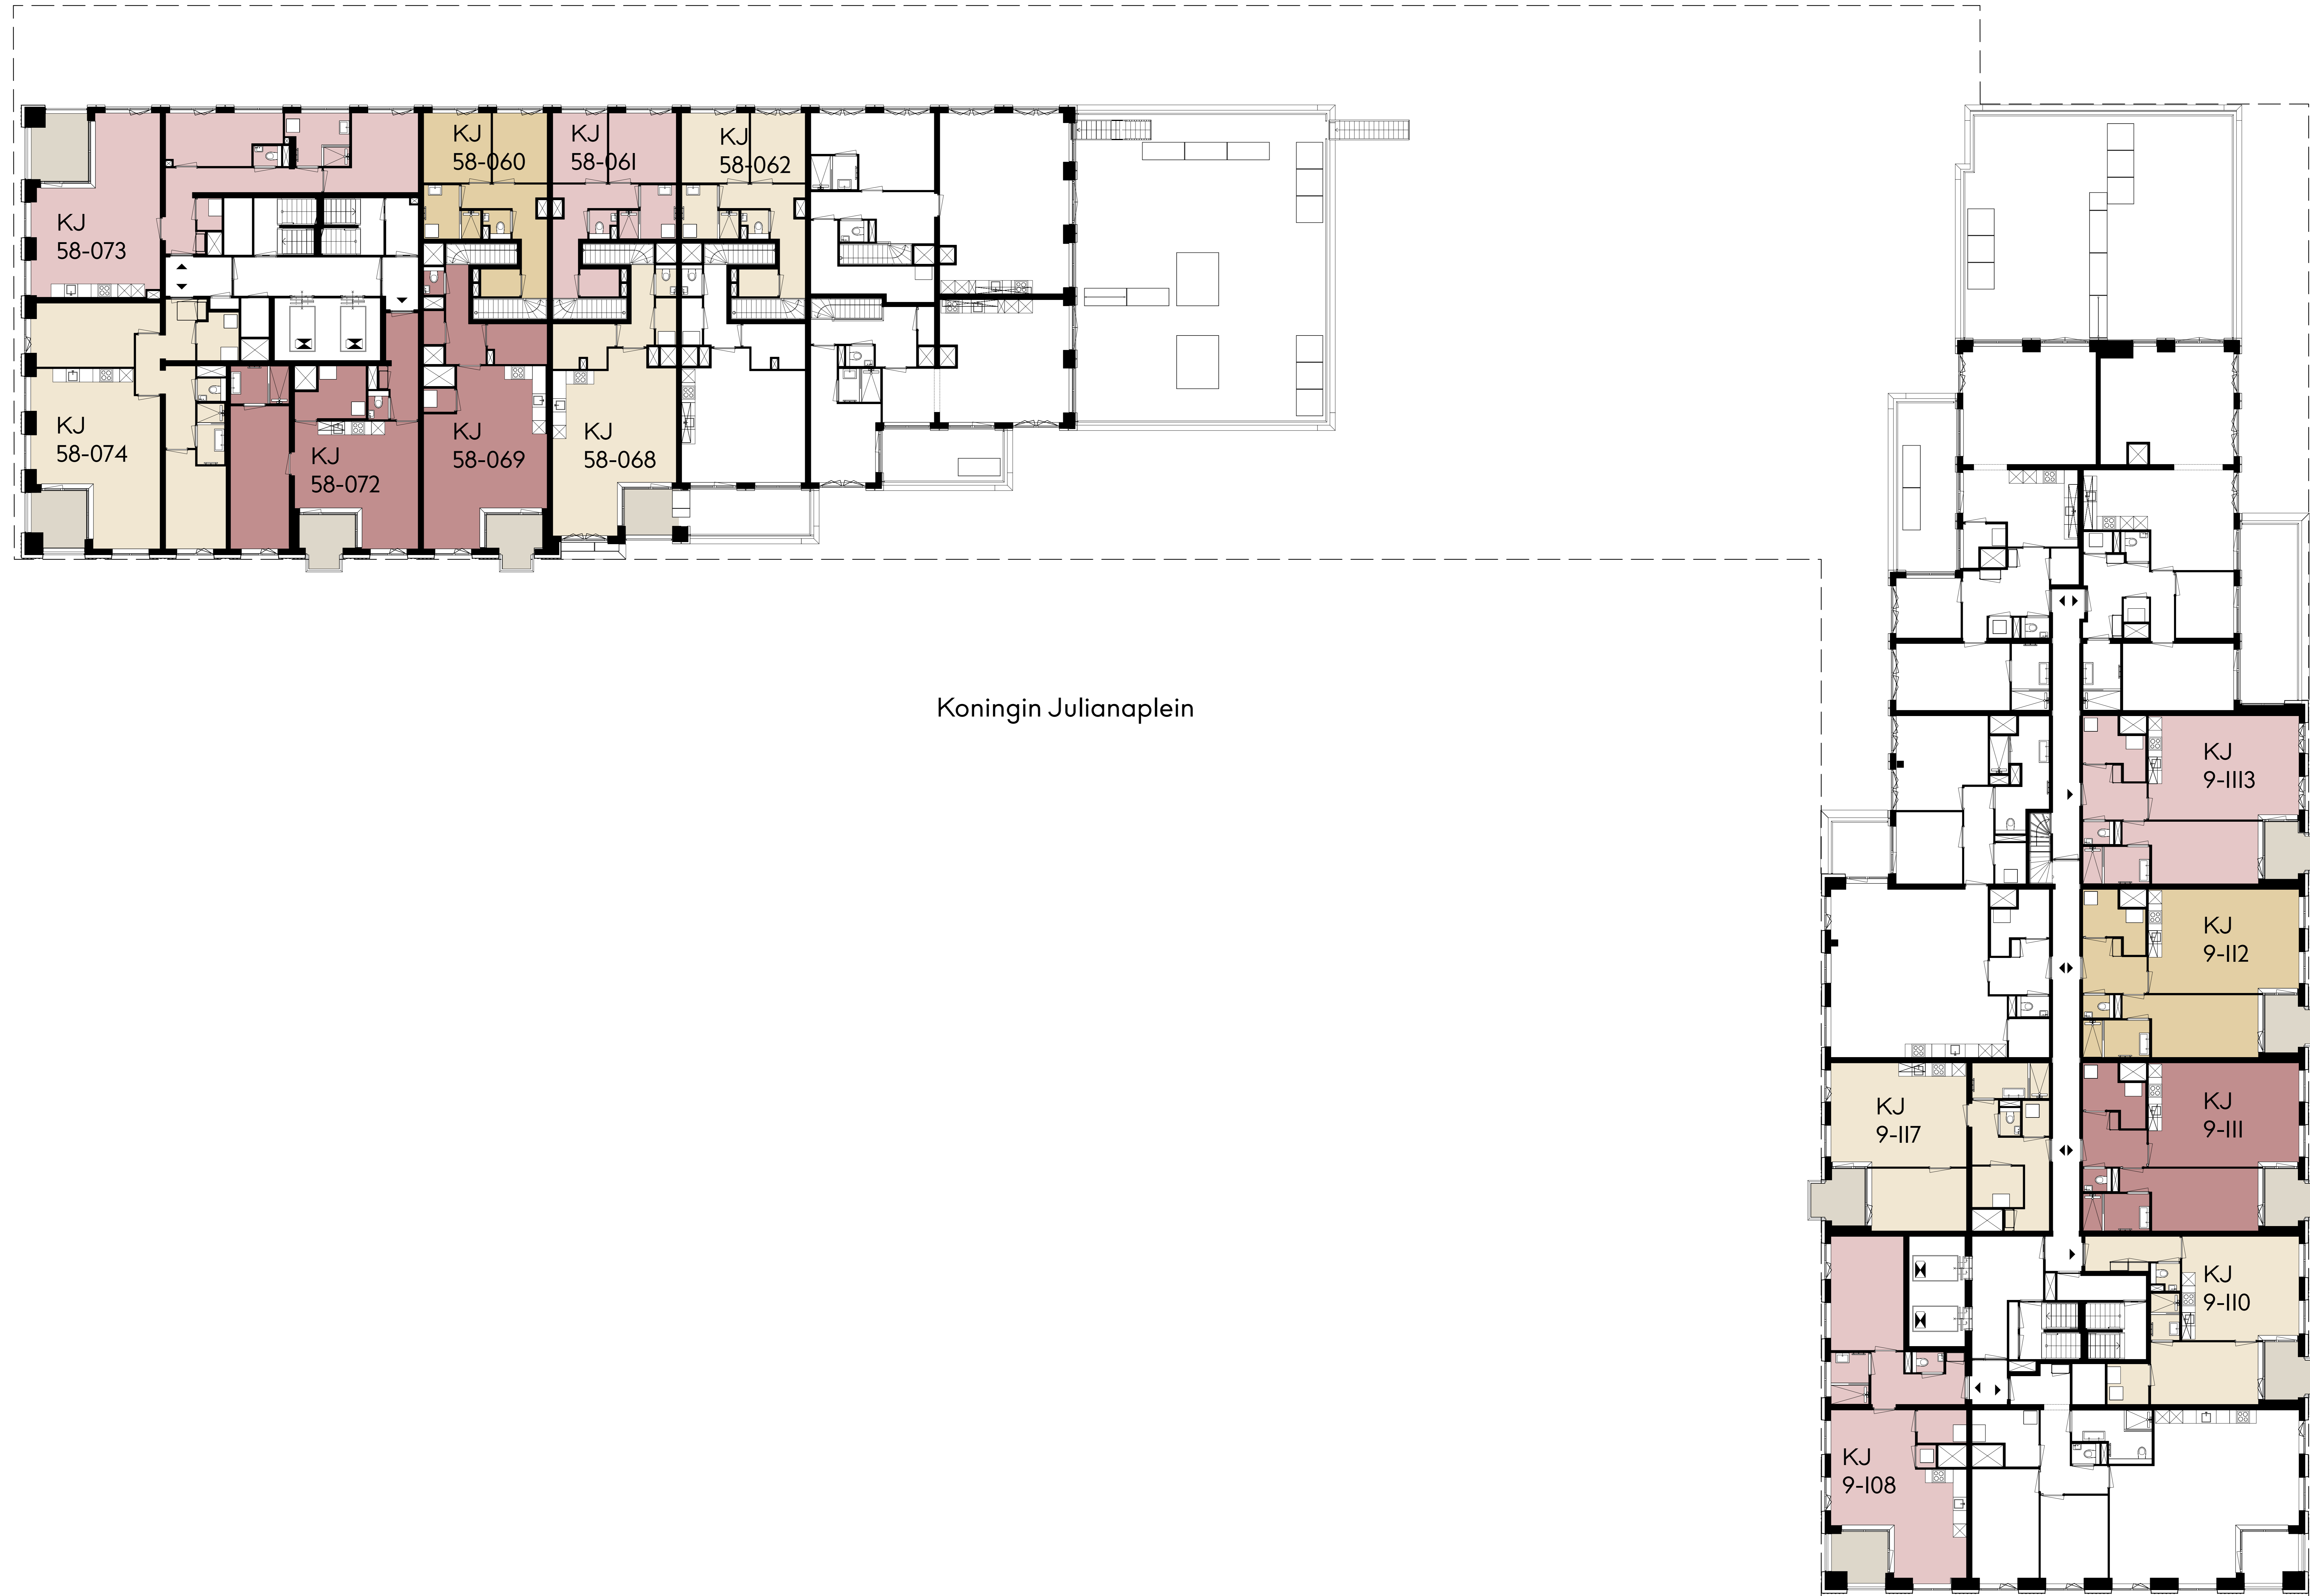 KJ
58-060
KJ
58-061
KJ
58-062
KJ
58-073
KJ
58-074
KJ
58-072
KJ
58-069
KJ
58-068
Koningin Julianaplein
KJ
9-1113
KJ
9-112
KJ
9-117
KJ
9-111
KJ
9-110
KJ
9-108